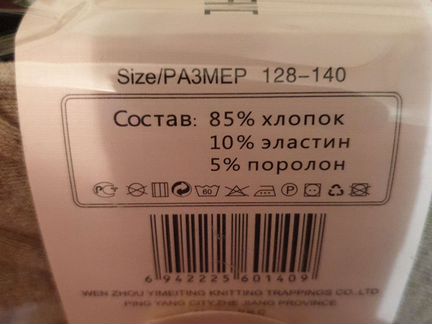 Size/РАЗМЕР 128-140
Состав: 85% хлопок
10% эластин
5% поролон
60
P
6 942225 601409
WEN ZHOU YIMEITING KNITTING TRAPPINGS CO.,LTD
PING YANG CITY,ZHE JIANG PROVINCE